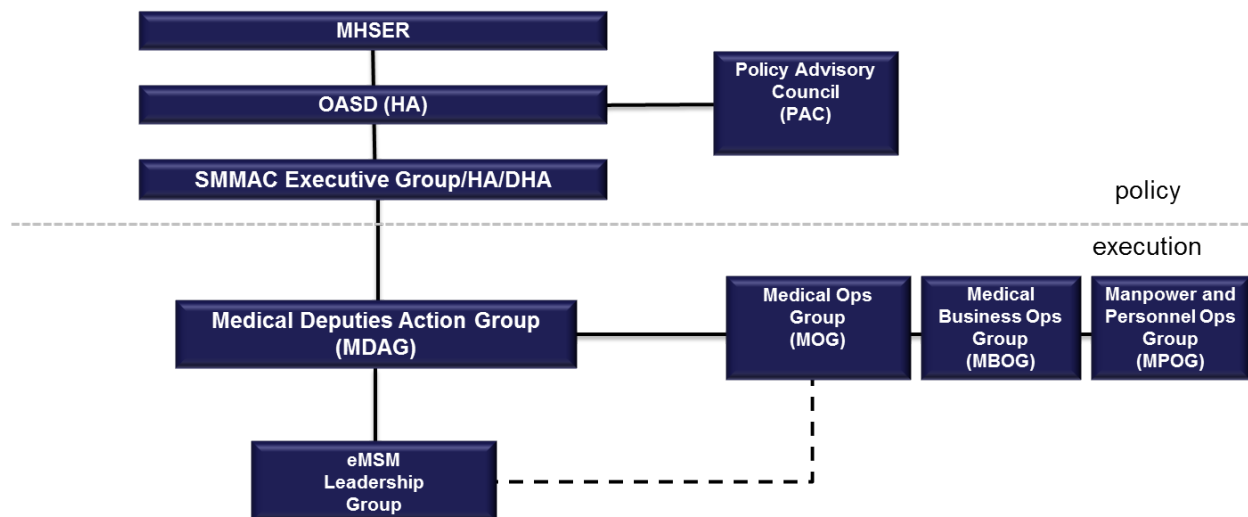 MHSER
OASD (HA)
Policy Advisory
Council
(PAC)
SMMAC Executive Group/HA/DHA
policy
execution
Medical Deputies Action Group
(MDAG)
Medical Ops
Group
(MOG)
Medical
Business Ops
Group
(MBOG)
Manpower and
Personnel Ops
Group
(MPOG)
eMSM
Leadership
Group